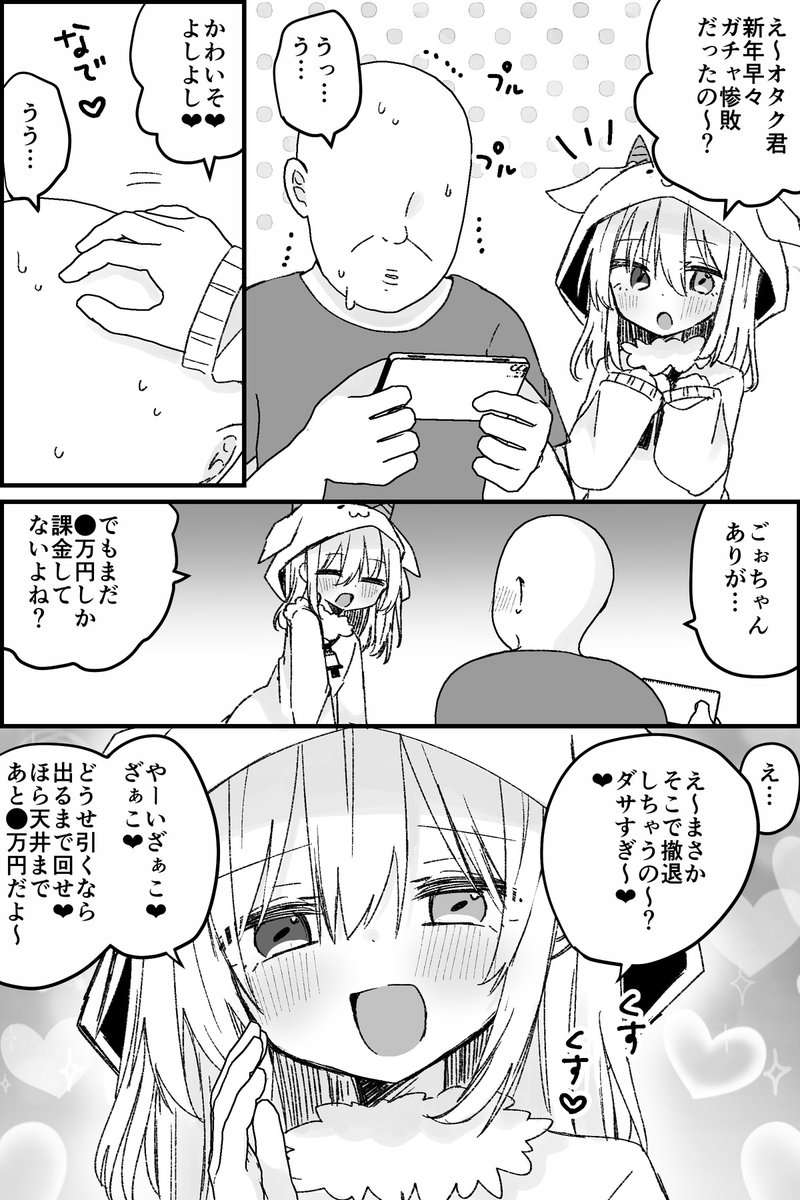 え〜オタク君
新年早々
ガチャ惨敗
だったの〜?
うっ…
う…
プル
プル
かわいそ
よしよし❤❤
なで♡
うう…
ごぉちゃん
ありが…
でもまだ
●万円しか
課金して
ないよね?
え…
え〜まさか
そこで撤退
しちゃうの〜?
ダサすぎ〜❤
❤
くす
くす♡
やーいざぁこ❤
ざぁこ❤
どうせ引くなら
出るまで回せ❤
ほら天井まで
あと●万円だよ〜